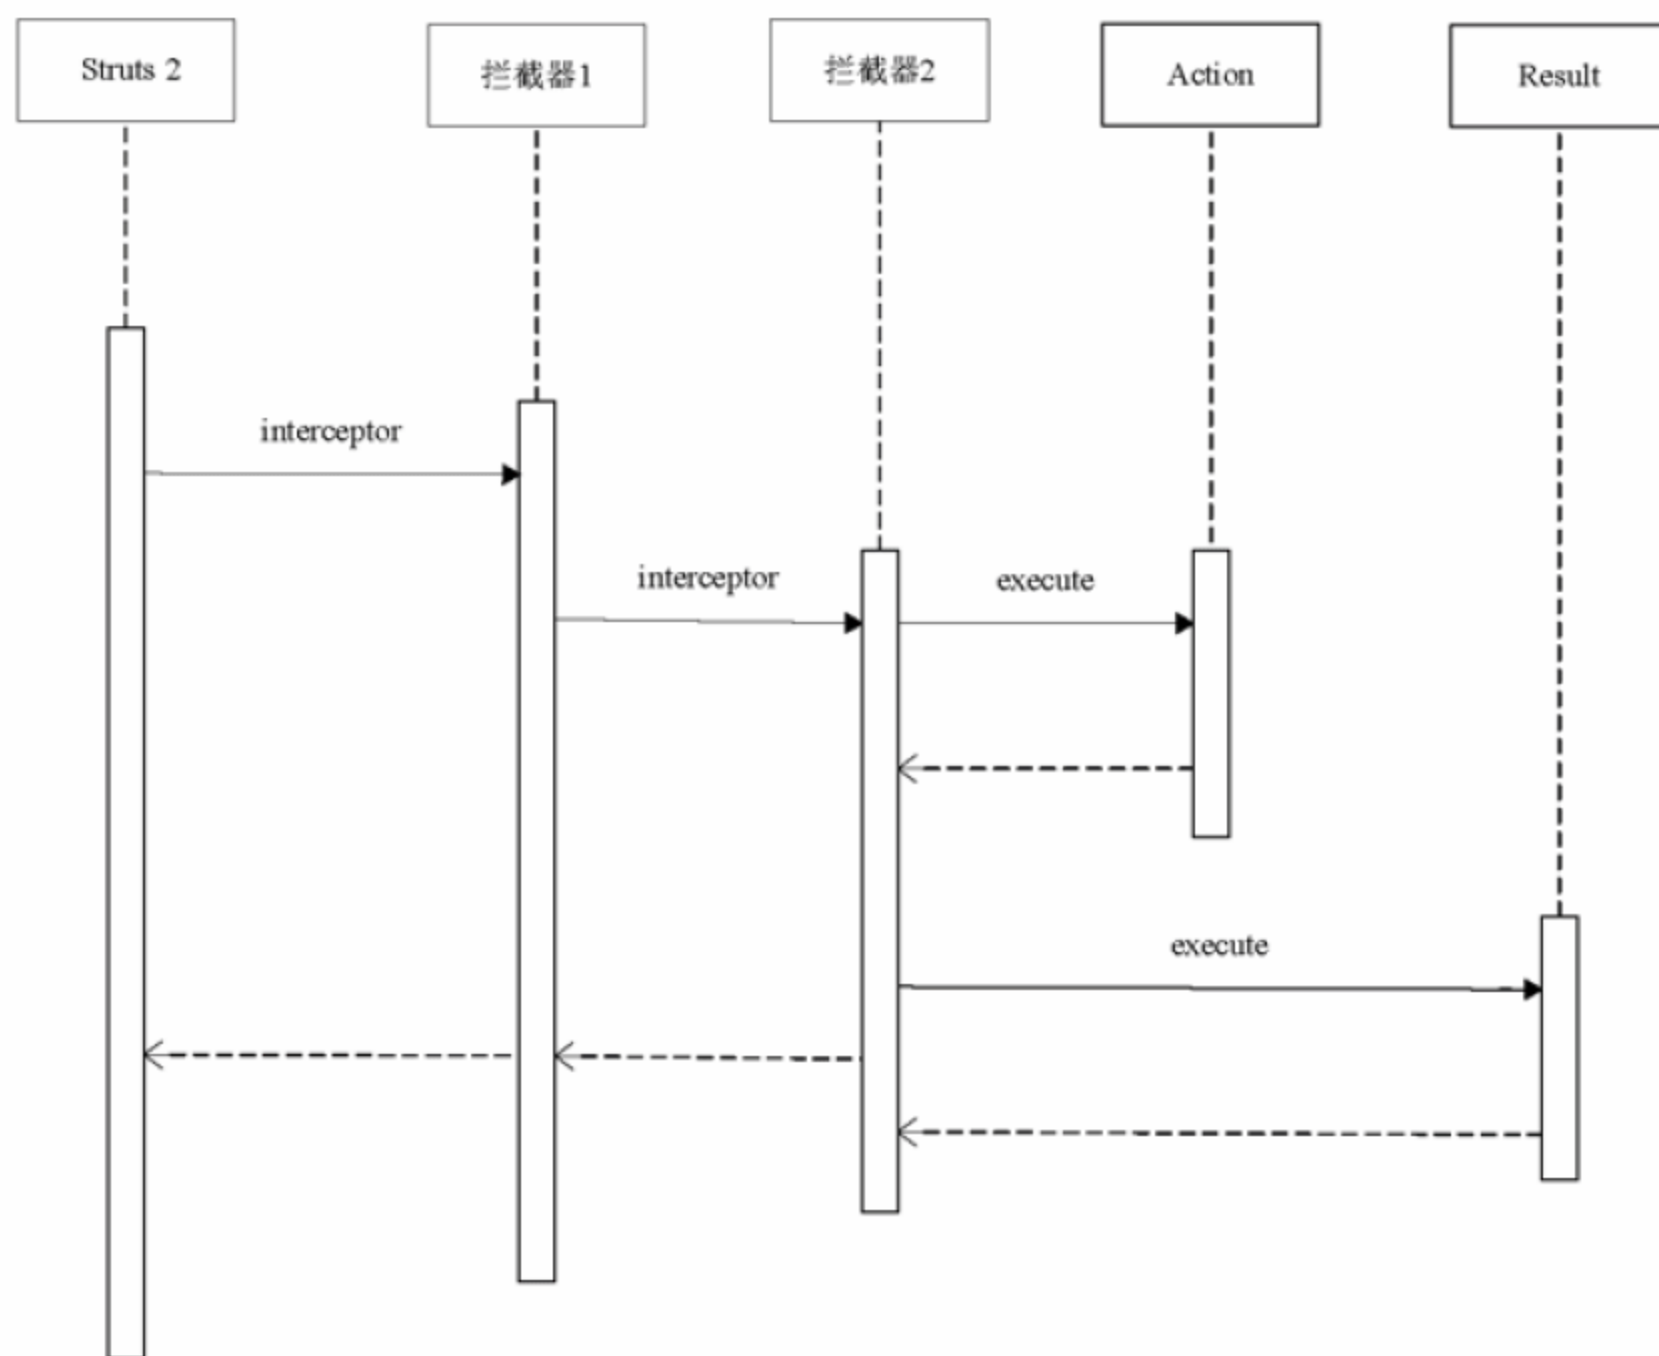 Struts 2
拦截器1
拦截器2
Action
Result
interceptor
interceptor
execute
execute